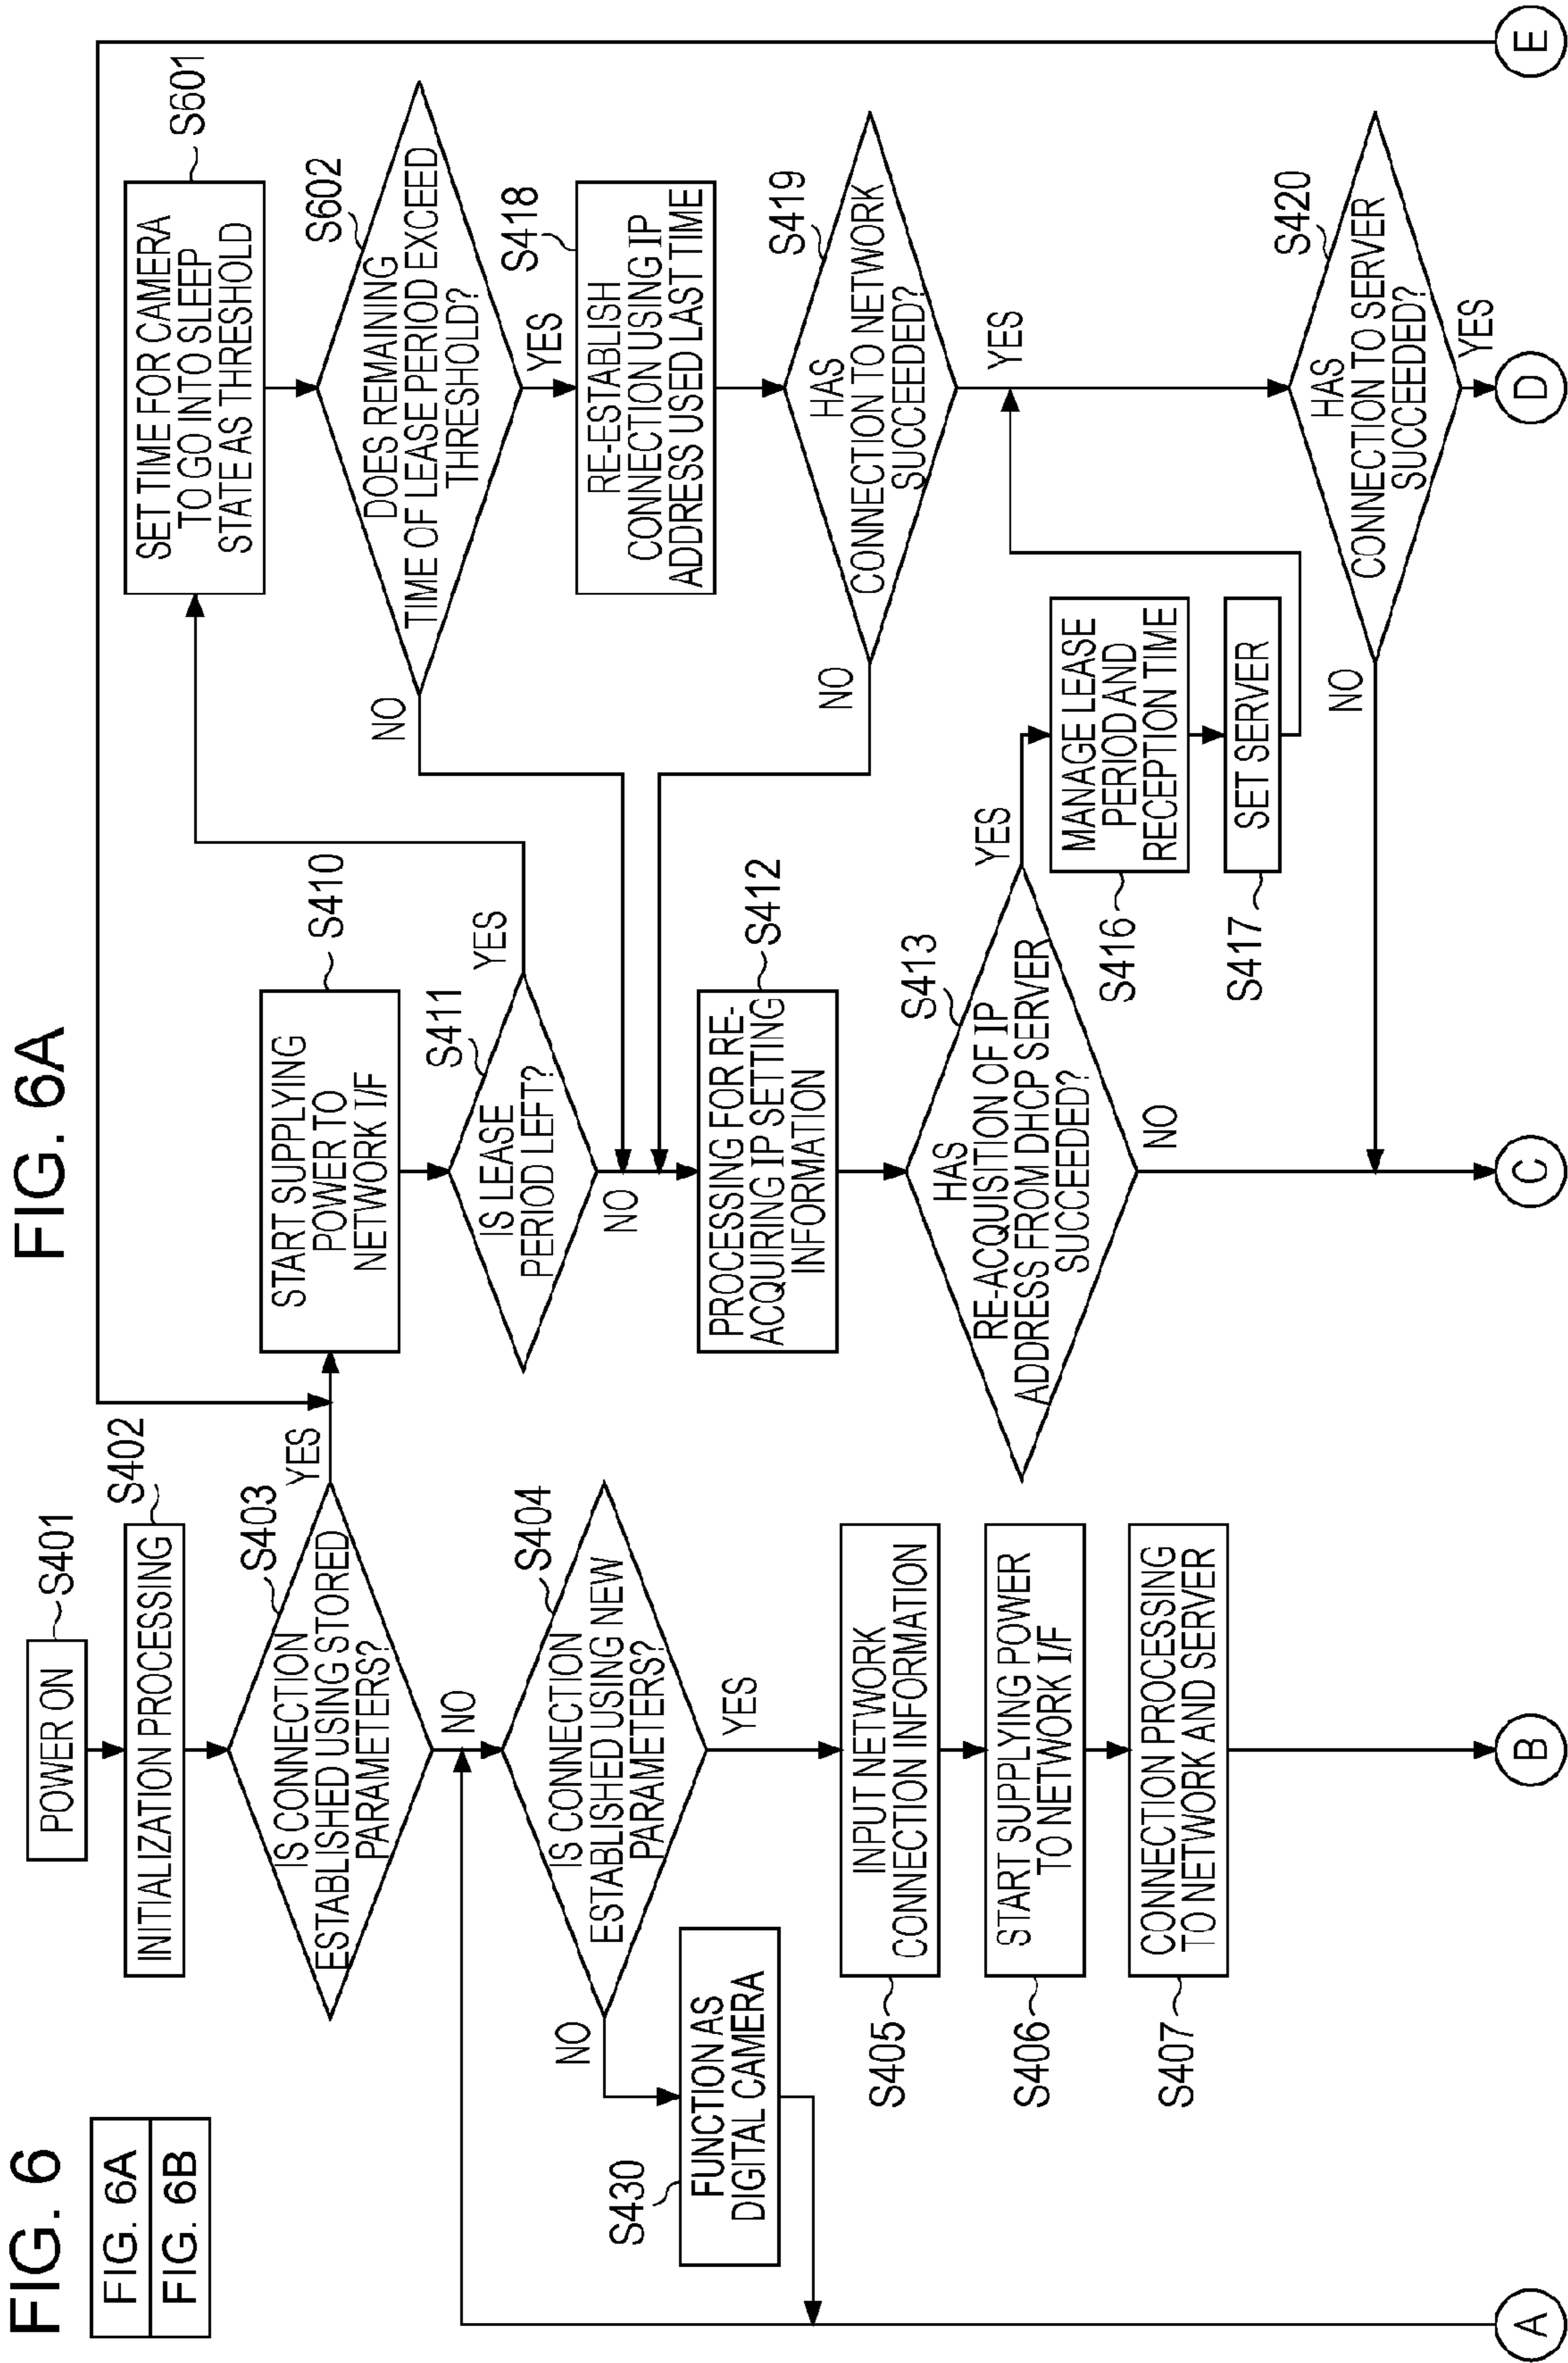 FIG. 6
FIG. 6A
FIG. 6B
FIG. 6A
POWER ON
S401
INITIALIZATION PROCESSING
S402
S403
IS CONNECTION
ESTABLISHED USING STORED
PARAMETERS?
YES
NO
S404
IS CONNECTION
ESTABLISHED USING NEW
PARAMETERS?
NO
YES
S430
FUNCTION AS
DIGITAL CAMERA
S405
INPUT NETWORK
CONNECTION INFORMATION
S406
START SUPPLYING POWER
TO NETWORK I/F
S407
CONNECTION PROCESSING
TO NETWORK AND SERVER
START SUPPLYING
POWER TO
NETWORK I/F
S410
S411
IS LEASE
PERIOD LEFT?
YES
NO
PROCESSING FOR RE-
ACQUIRING IP SETTING
INFORMATION
S412
S413
HAS
RE-ACQUISITION OF IP
ADDRESS FROM DHCP SERVER
SUCCEEDED?
YES
NO
S416
MANAGE LEASE
PERIOD AND
RECEPTION TIME
S417
SET SERVER
SET TIME FOR CAMERA
TO GO INTO SLEEP
STATE AS THRESHOLD
S601
S602
DOES REMAINING
TIME OF LEASE PERIOD EXCEED
THRESHOLD?
NO
YES
S418
RE-ESTABLISH
CONNECTION USING IP
ADDRESS USED LAST TIME
S419
HAS
CONNECTION TO NETWORK
SUCCEEDED?
NO
YES
S420
HAS
CONNECTION TO SERVER
SUCCEEDED?
NO
YES
A
B
C
D
E